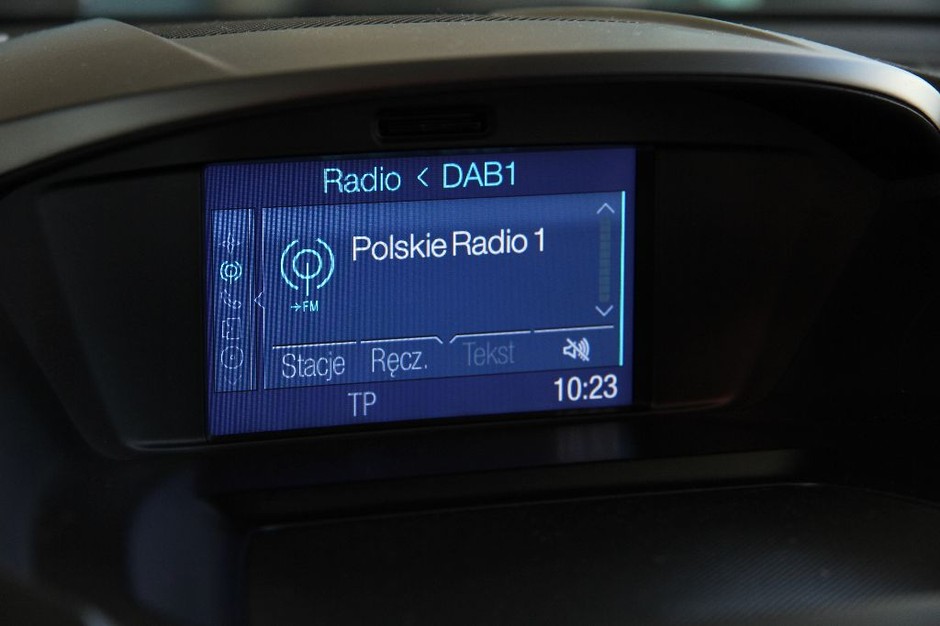 Radio < DAB1
Polskie Radio 1
→FM
Stacje Ręcz. Tekst
TP 10:23